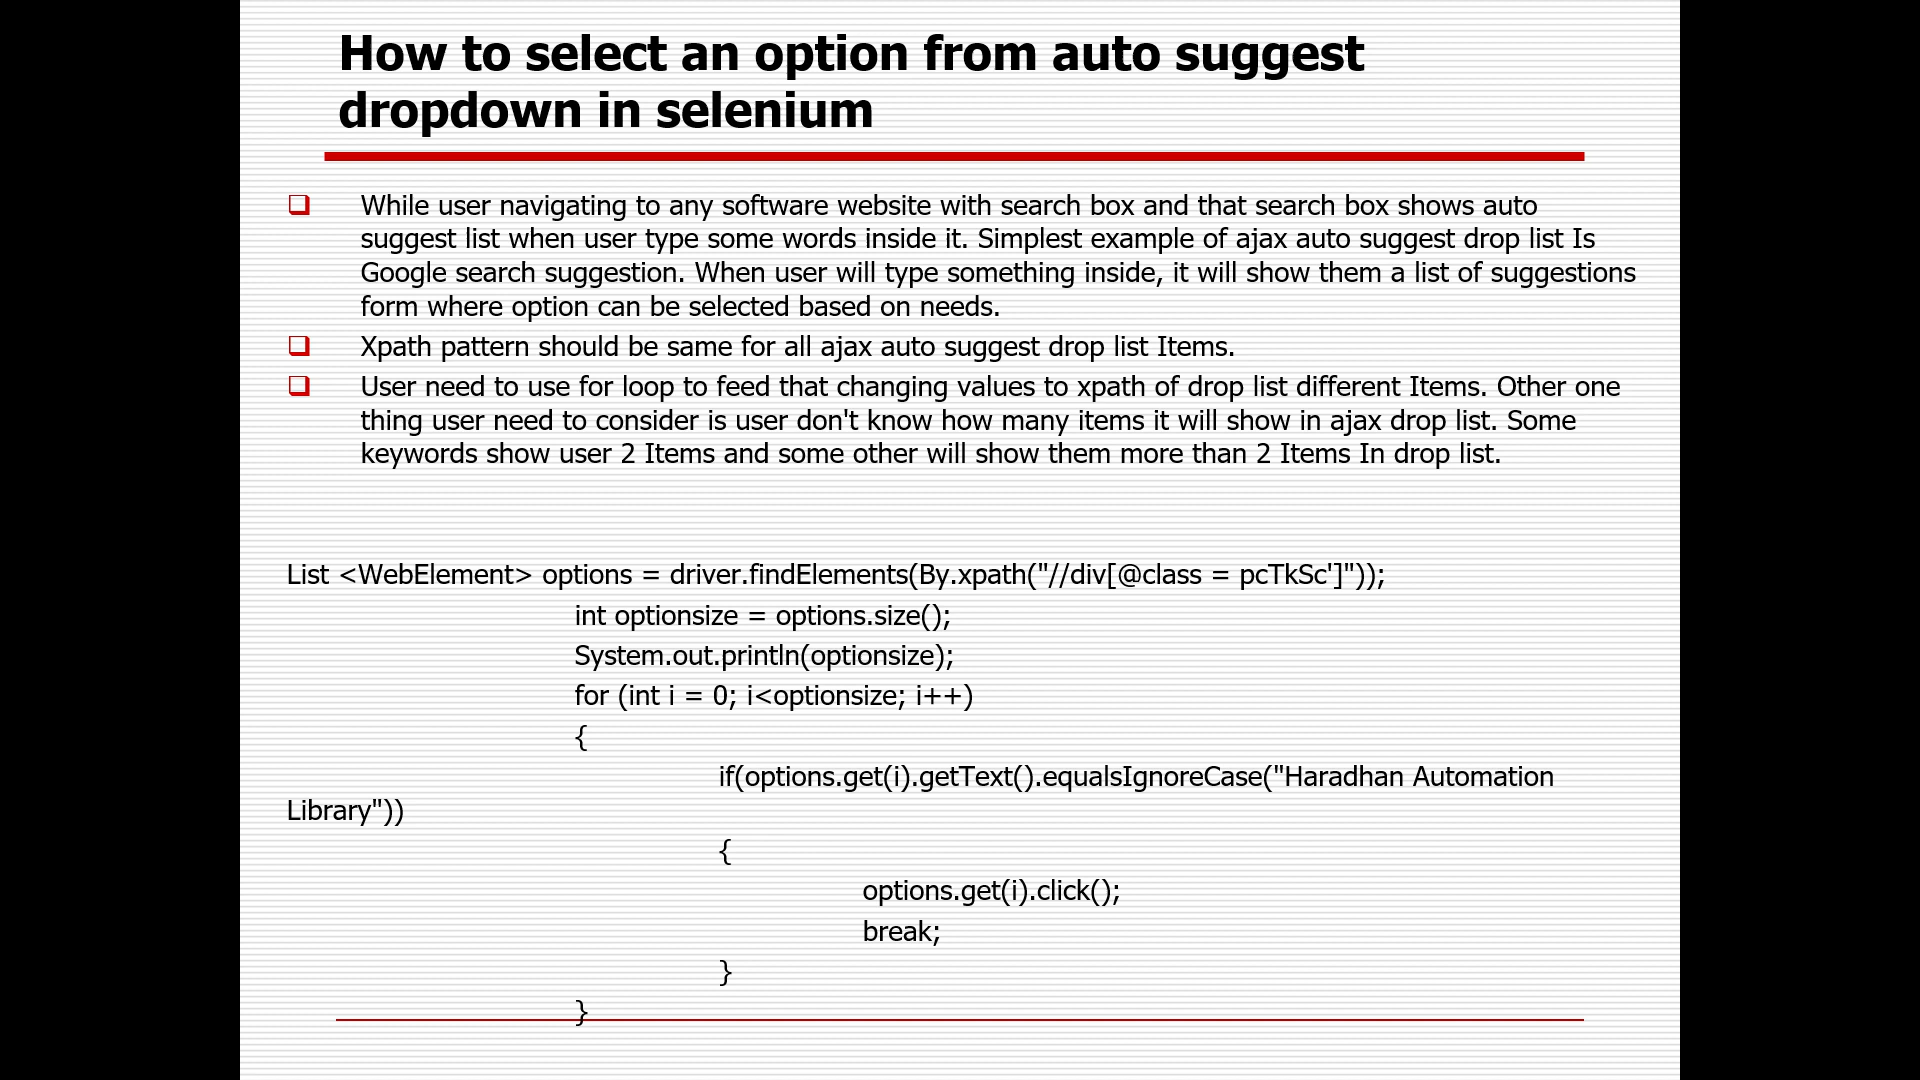 How to select an option from auto suggest
dropdown in selenium
While user navigating to any software website with search box and that search box shows auto
suggest list when user type some words inside it. Simplest example of ajax auto suggest drop list Is
Google search suggestion. When user will type something inside, it will show them a list of suggestions
form where option can be selected based on needs.
Xpath pattern should be same for all ajax auto suggest drop list Items.
User need to use for loop to feed that changing values to xpath of drop list different Items. Other one
thing user need to consider is user don't know how many items it will show in ajax drop list. Some
keywords show user 2 Items and some other will show them more than 2 Items In drop list.
List <WebElement> options = driver.findElements(By.xpath("//div[@class = pcTkSc']"));
int optionsize = options.size();
System.out.println(optionsize);
for (int i = 0; i<optionsize; i++)
{
if(options.get(i).getText().equalsIgnoreCase("Haradhan Automation
Library"))
{
options.get(i).click();
break;
}
}